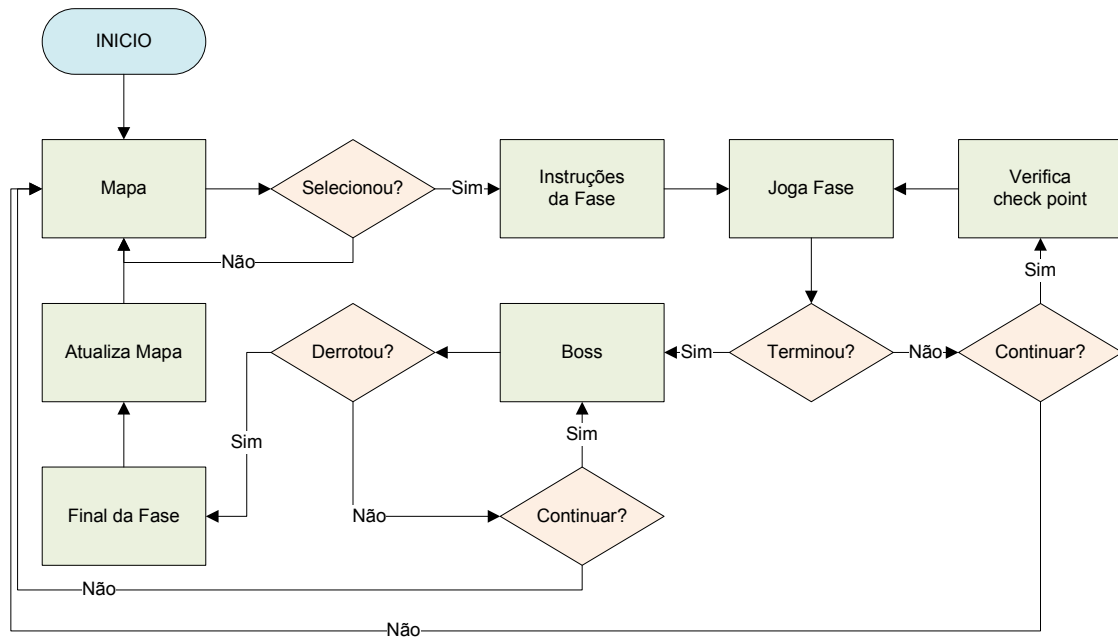 INICIO
Mapa
Selecionou?
Sim
Instruções
da Fase
Joga Fase
Verifica
check point
Não
Sim
Atualiza Mapa
Derrotou?
Boss
Sim
Terminou?
Não
Continuar?
Sim
Sim
Final da Fase
Não
Continuar?
Não
Não